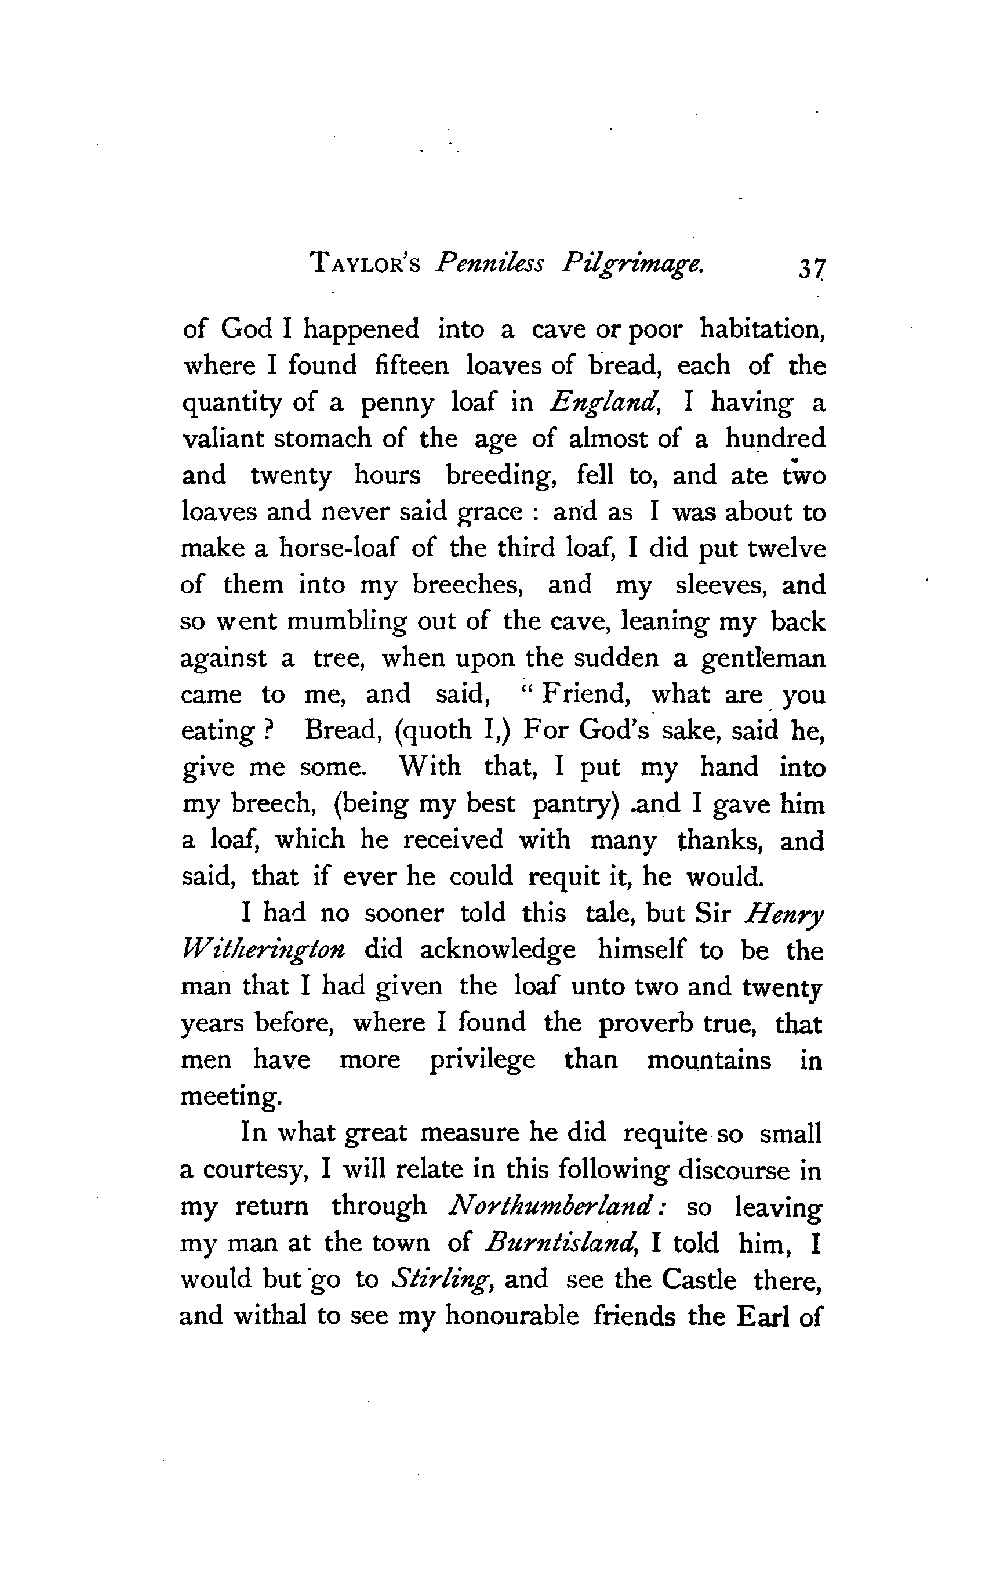 TAYLOR'S Penniless Pilgrimage. 37
of God I happened into a cave or poor habitation,
where I found fifteen loaves of bread, each of the
quantity of a penny loaf in England, I having a
valiant stomach of the age of almost of a hundred
and twenty hours breeding, fell to, and ate two
loaves and never said grace : and as I was about to
make a horse-loaf of the third loaf, I did put twelve
of them into my breeches, and my sleeves, and
so went mumbling out of the cave, leaning my back
against a tree, when upon the sudden a gentleman
came to me, and said, “ Friend, what are you
eating ? Bread, (quoth I,) For God's sake, said he,
give me some. With that, I put my hand into
my breech, (being my best pantry) and I gave him
a loaf, which he received with many thanks, and
said, that if ever he could requit it, he would.
I had no sooner told this tale, but Sir Henry
Witherington did acknowledge himself to be the
man that I had given the loaf unto two and twenty
years before, where I found the proverb true, that
men have more privilege than mountains in
meeting.
In what great measure he did requite so small
a courtesy, I will relate in this following discourse in
my return through Northumberland : so leaving
my man at the town of Burntisland, I told him, I
would but go to Stirling, and see the Castle there,
and withal to see my honourable friends the Earl of